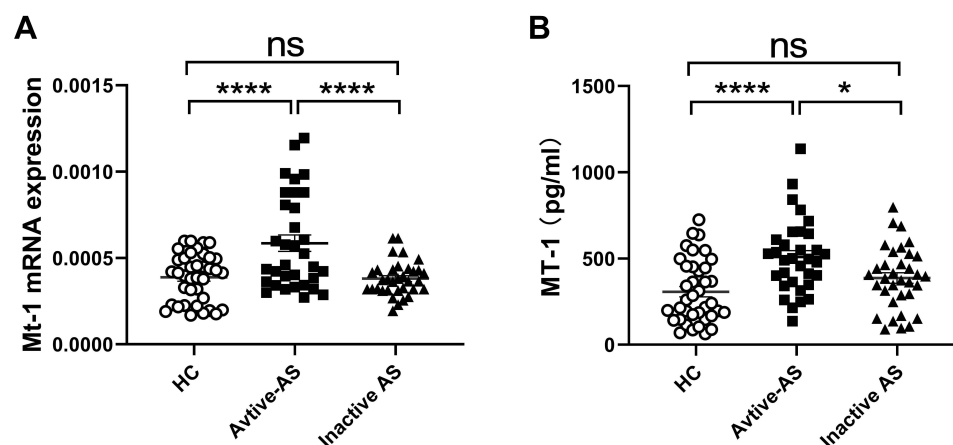 A
ns
****
****
Mt-1 mRNA expression
0.0015
0.0010
0.0005
0.0000
HC
Avtive-AS
Inactive AS
B
ns
****
*
MT-1（pg/ml）
1500
1000
500
0
HC
Avtive-AS
Inactive AS